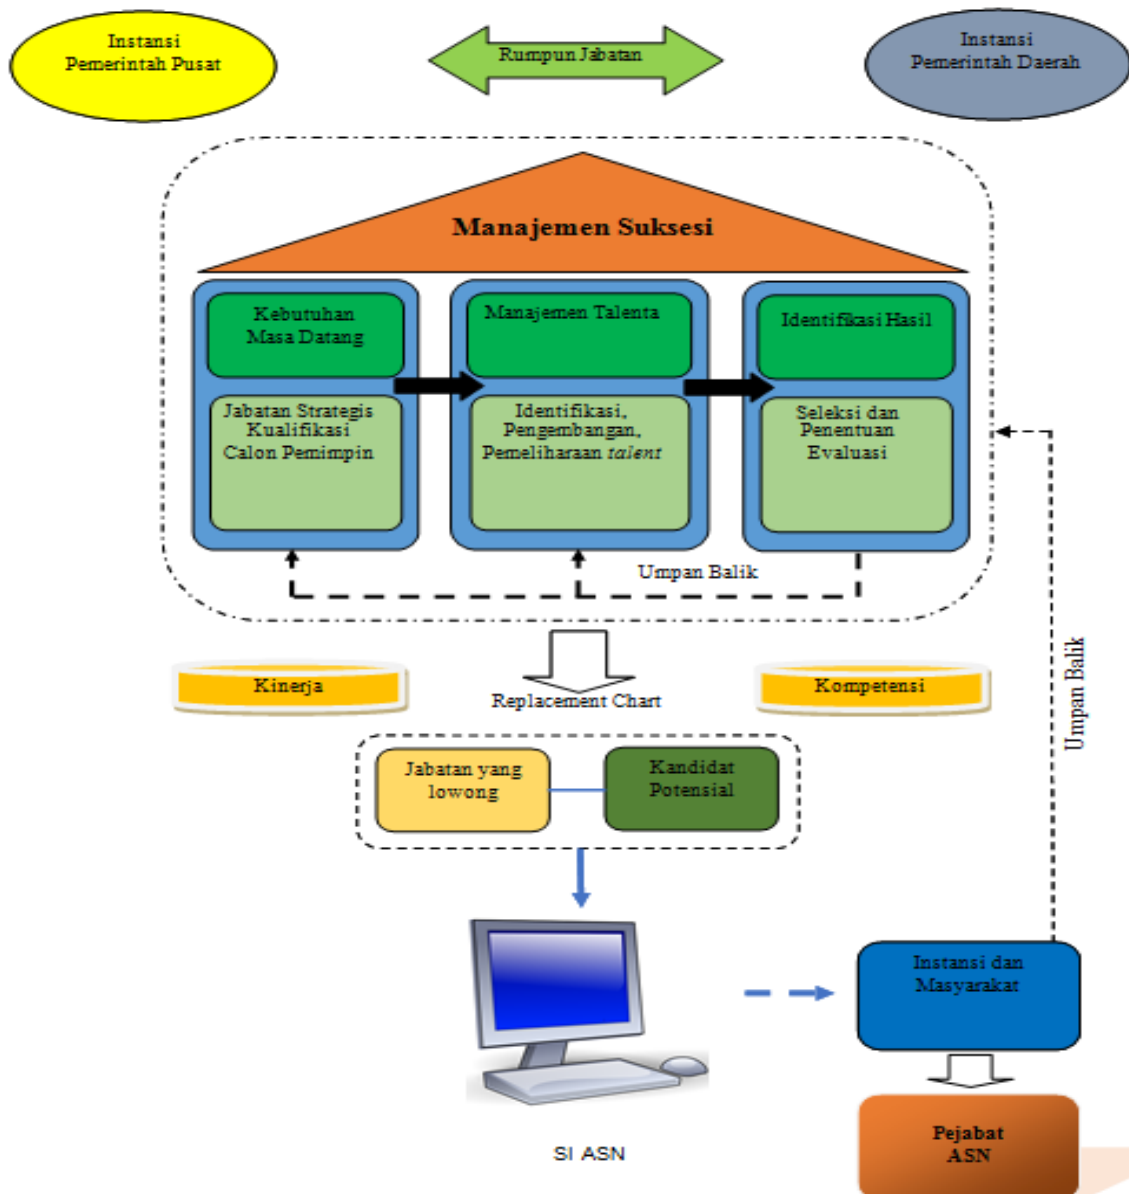 Instansi
Pemerintah Pusat
Rumpun Jabatan
Instansi
Pemerintah Daerah
Manajemen Suksesi
Kebutuhan
Masa Datang
Manajemen Talenta
Identifikasi Hasil
Jabatan Strategis
Kualifikasi
Calon Pemimpin
Identifikasi,
Pengembangan,
Pemeliharaan talent
Seleksi dan
Penentuan
Evaluasi
Umpan Balik
Kinerja
Replacement Chart
Kompetensi
Umpan Balik
Jabatan yang
lowong
Kandidat
Potensial
Instansi dan
Masyarakat
SI ASN
Pejabat
ASN